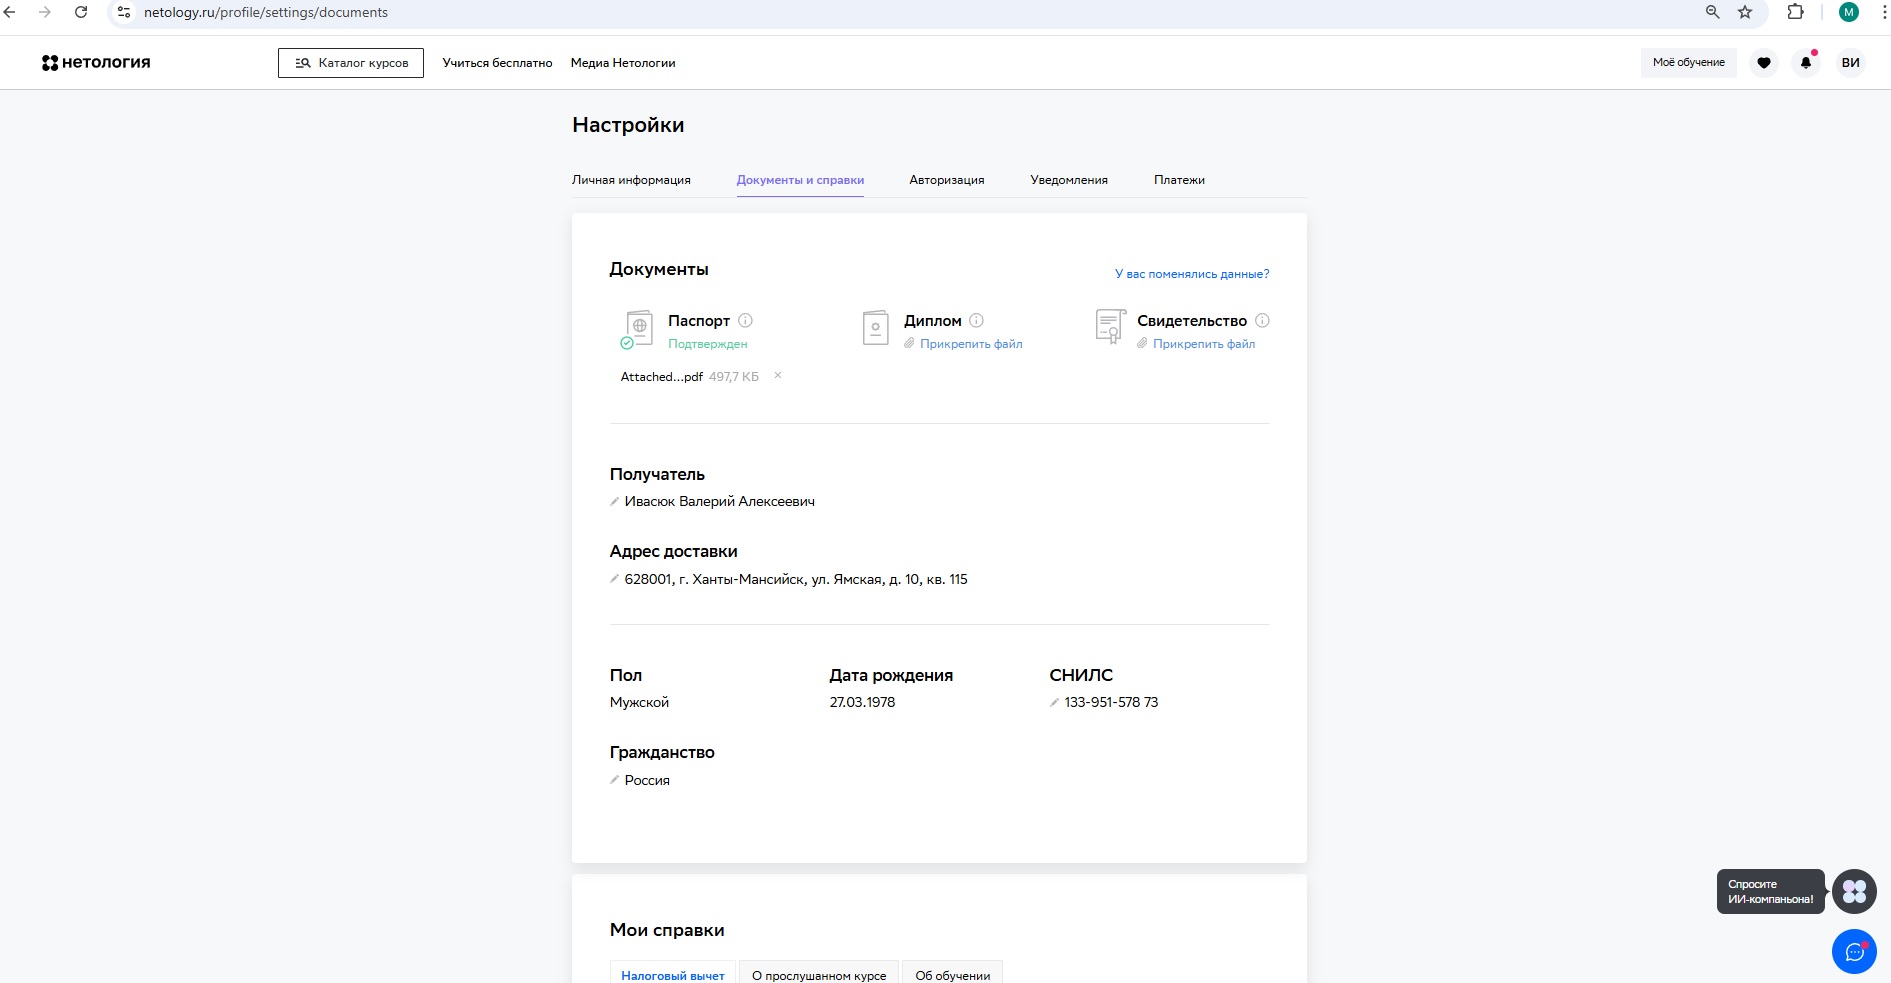 netology.ru/profile/settings/documents
M
нетология
Каталог курсов
Учиться бесплатно
Медиа Нетологии
Моё обучение
ВИ
Настройки
Личная информация
Документы и справки
Авторизация
Уведомления
Платежи
Документы
У вас поменялись данные?
Паспорт
Подтвержден
Attached...pdf 497,7 КБ
Диплом
Прикрепить файл
Свидетельство
Прикрепить файл
Получатель
Ивасюк Валерий Алексеевич
Адрес доставки
628001, г. Ханты-Мансийск, ул. Ямская, д. 10, кв. 115
Пол
Мужской
Дата рождения
27.03.1978
СНИЛС
133-951-578 73
Гражданство
Россия
Спросите
ИИ-компаньона!
Мои справки
Налоговый вычет
О прослушанном курсе
Об обучении